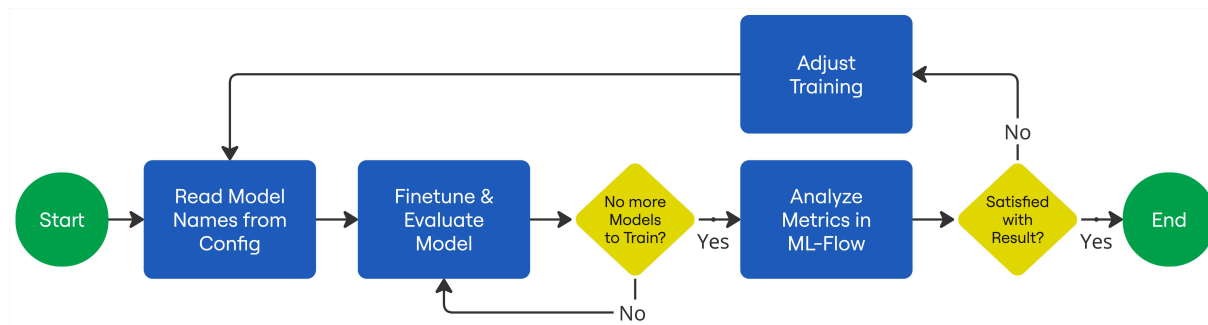 Adjust
Training
No
Start
Read Model
Names from
Config
Finetune &
Evaluate
Model
No more
Models
to Train?
Yes
Analyze
Metrics in
ML-Flow
Satisfied
with
Result?
Yes
End
No